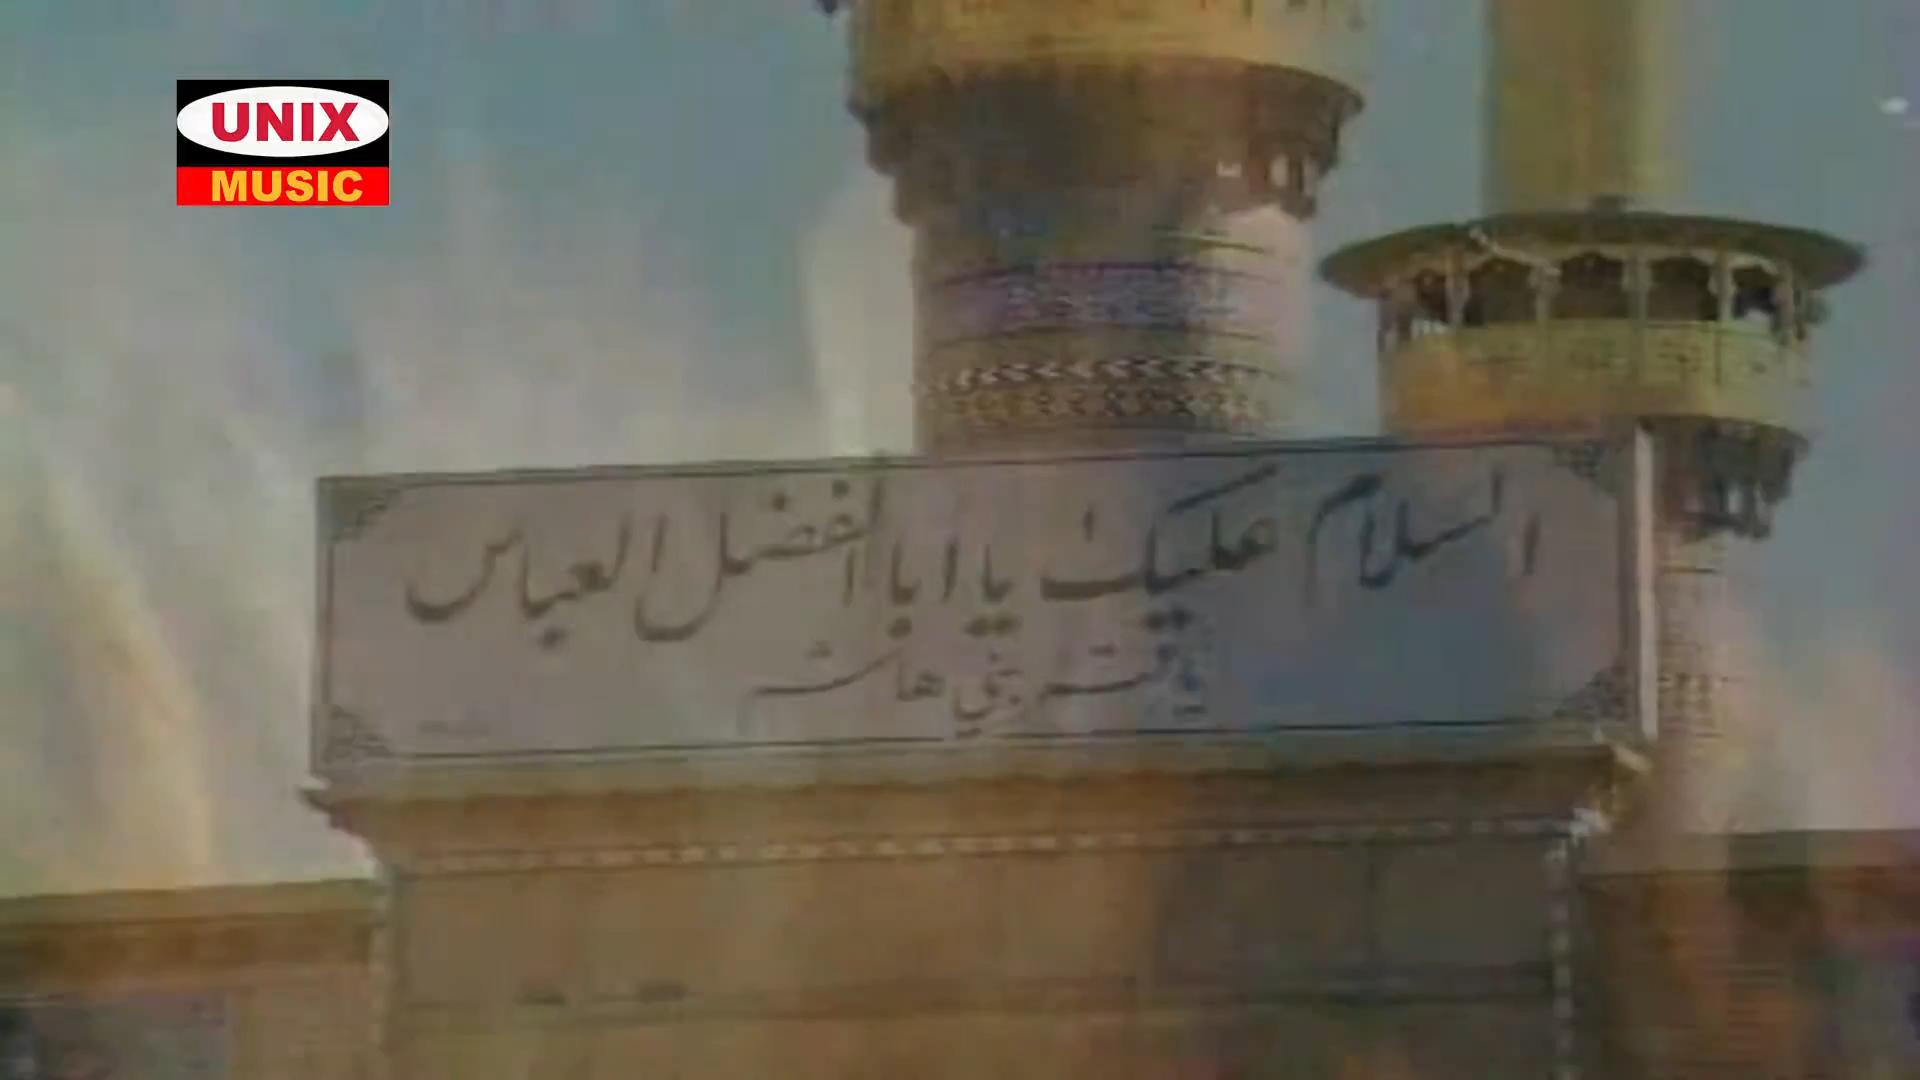 UNIX
MUSIC
السلام عليك يا ابا الفضل العباس
يا قمر بني هاشم